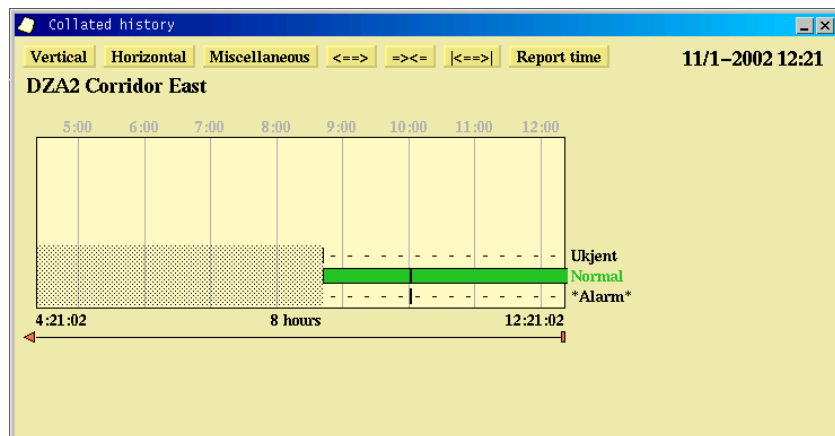 Collated history
Vertical Horizontal Miscellaneous <==> =><= |<==>| Report time 11/1-2002 12:21
DZA2 Corridor East
5:00 6:00 7:00 8:00 9:00 10:00 11:00 12:00
Ukjent
Normal
*Alarm*
4:21:02 8 hours 12:21:02